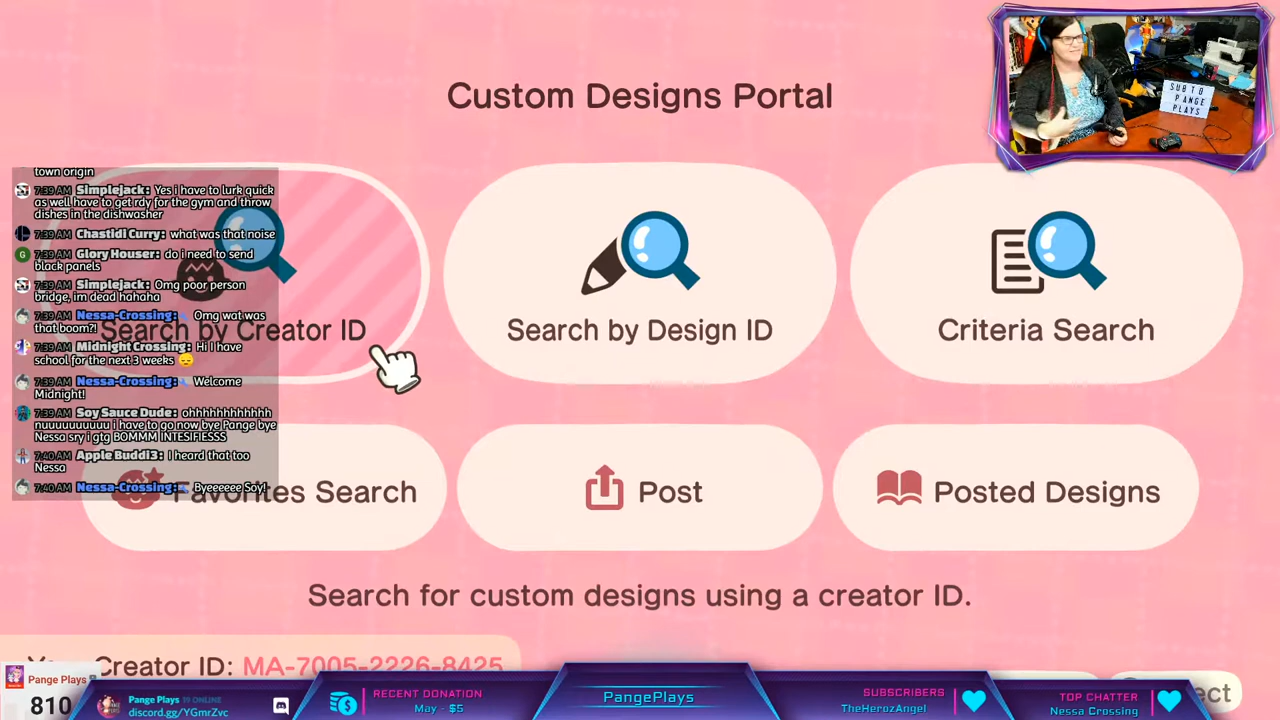 Custom Designs Portal
SUB TO
PANGE
PLAYS
town origin
7:39 AM Simplejack: Yes i have to lurk quick
as well have to get rdy for the gym and throw
dishes in the dishwasher
7:39 AM Chastidi Curry: what was that noise
G 7:39 AM Glory Houser: do i need to send
black panels
7:39 AM Simplejack: Omg poor person
bridge, im dead hahaha
7:39 AM Nessa-Crossing: Omg wat was
that boom?!
7:39 AM Midnight Crossing: Hi I have
school for the next 3 weeks 😔
7:39 AM Nessa-Crossing: Welcome
Midnight!
7:39 AM Soy Sauce Dude: ohhhhhhhhhhh
nuuuuuuuuu i have to go now bye Pange bye
Nessa sry i gtg BOMMM INTESIFIESSS
7:40 AM Apple Buddi3: I heard that too
Nessa
7:40 AM Nessa-Crossing: Byeeeeee Soy!
Search by Creator ID
Search by Design ID
Criteria Search
Favorites Search
Post
Posted Designs
Search for custom designs using a creator ID.
Creator ID: MA-7005-2226-8425
Pange Plays
810
Pange Plays 39 ONLINE
discord.gg/YGmrZvc
RECENT DONATION
May - $5
PangePlays
SUBSCRIBERS
TheHerozAngel
TOP CHATTER
Nessa Crossing